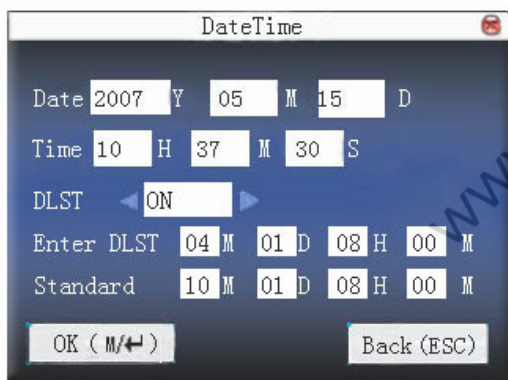 DateTime
Date 2007 Y 05 M 15 D
Time 10 H 37 M 30 S
DLST ON
Enter DLST 04 M 01 D 08 H 00 M
Standard 10 M 01 D 08 H 00 M
OK (M/↵) Back (ESC)
www